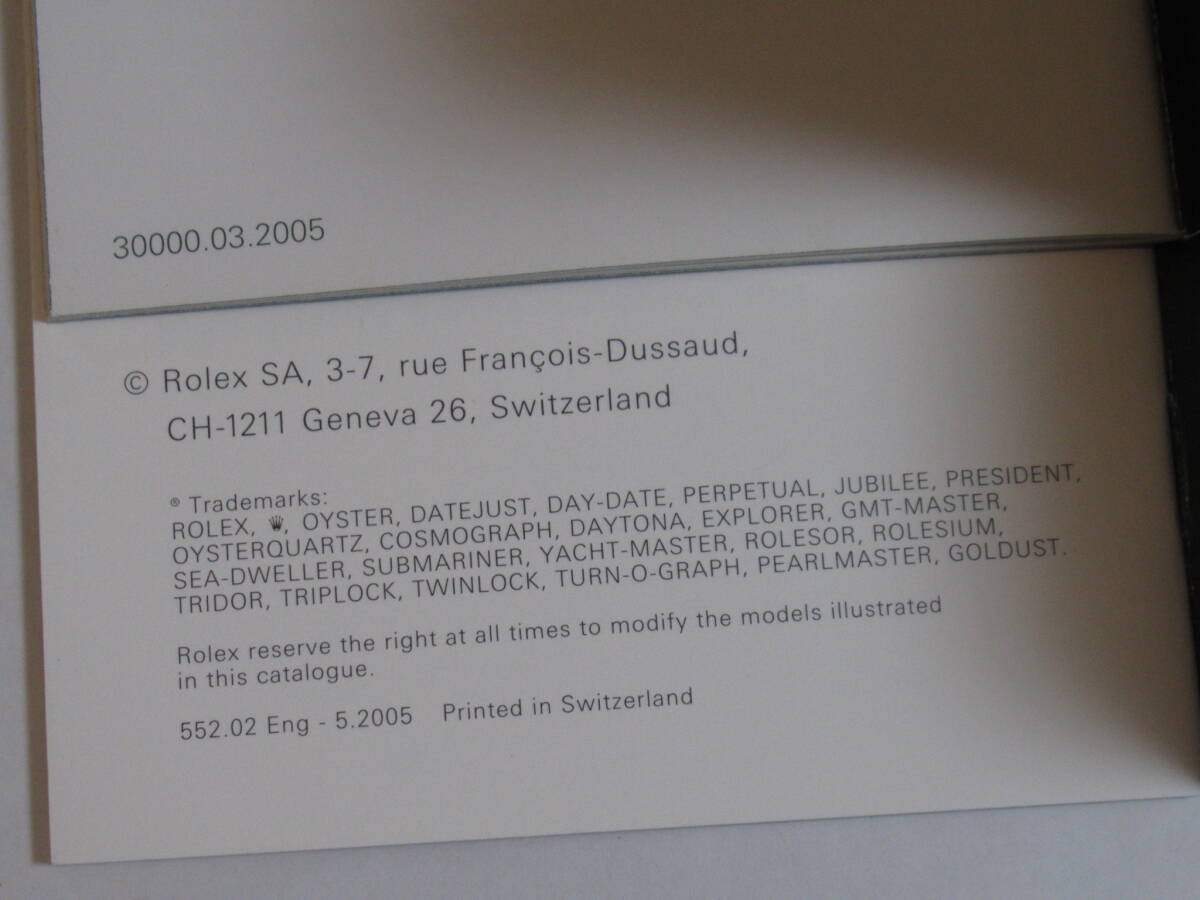 30000.03.2005
© Rolex SA, 3-7, rue François-Dussaud,
CH-1211 Geneva 26, Switzerland
® Trademarks:
ROLEX, ♛, OYSTER, DATEJUST, DAY-DATE, PERPETUAL, JUBILEE, PRESIDENT,
OYSTERQUARTZ, COSMOGRAPH, DAYTONA, EXPLORER, GMT-MASTER,
SEA-DWELLER, SUBMARINER, YACHT-MASTER, ROLESOR, ROLESIUM,
TRIDOR, TRIPLOCK, TWINLOCK, TURN-O-GRAPH, PEARLMASTER, GOLDUST.
Rolex reserve the right at all times to modify the models illustrated
in this catalogue.
552.02 Eng - 5.2005 Printed in Switzerland